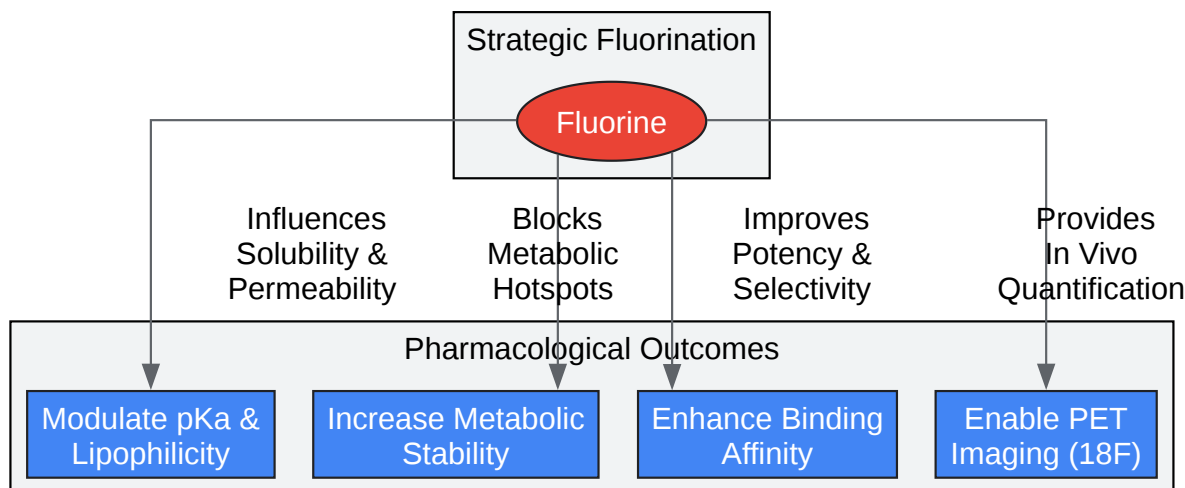 Strategic Fluorination
Fluorine
Influences
Solubility &
Permeability
Blocks
Metabolic
Hotspots
Improves
Potency &
Selectivity
Provides
In Vivo
Quantification
Pharmacological Outcomes
Modulate pKa &
Lipophilicity
Increase Metabolic
Stability
Enhance Binding
Affinity
Enable PET
Imaging (18F)